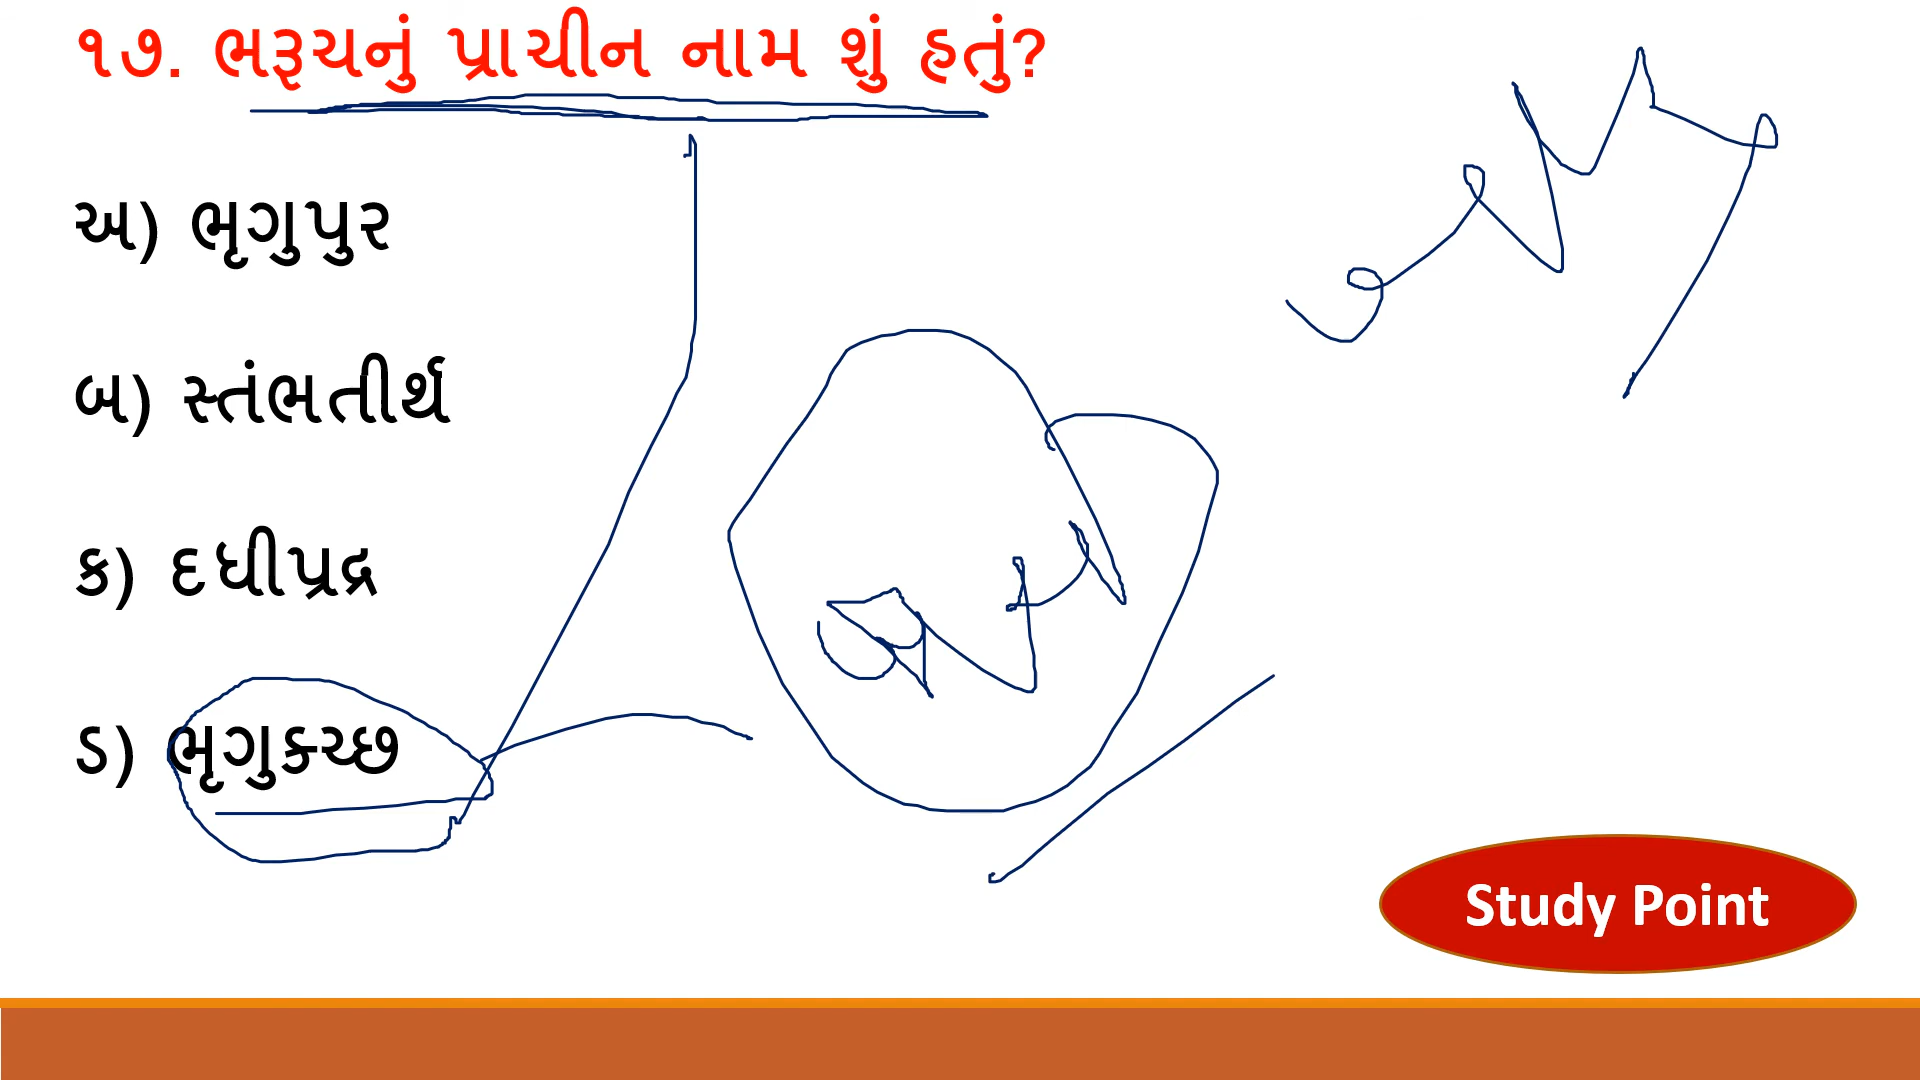 ૧૭. ભરૂચનું પ્રાચીન નામ શું હતું?
અ) ભૃગુપુર
બ) સ્તંભતીર્થ
ક) દધીપ્રદ્ર
ડ) ભૃગુકચ્છ
Study Point